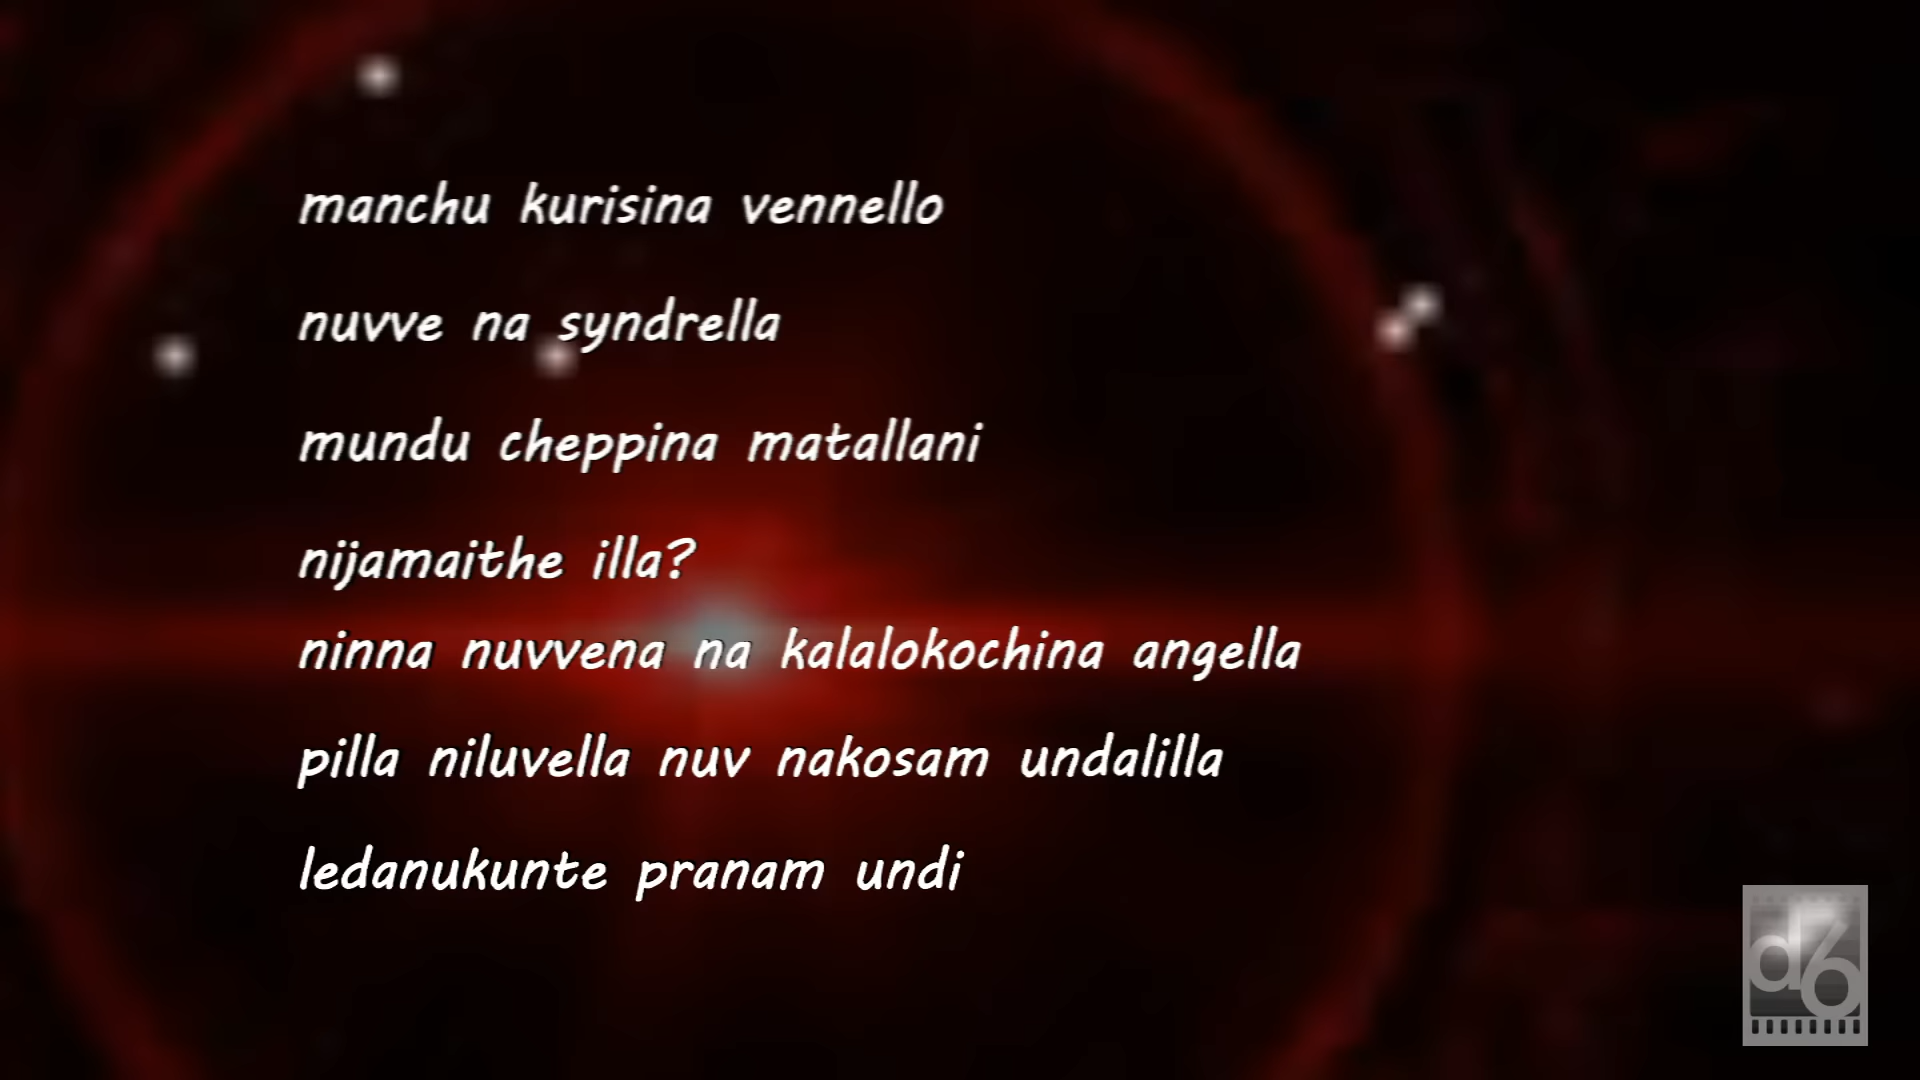 manchu kurisina vennello
nuvve na syndrella
mundu cheppina matallani
nijamaithe illa?
ninna nuvvena na kalalokochina angella
pilla niluvella nuv nakosam undalilla
ledanukunte pranam undi
d6